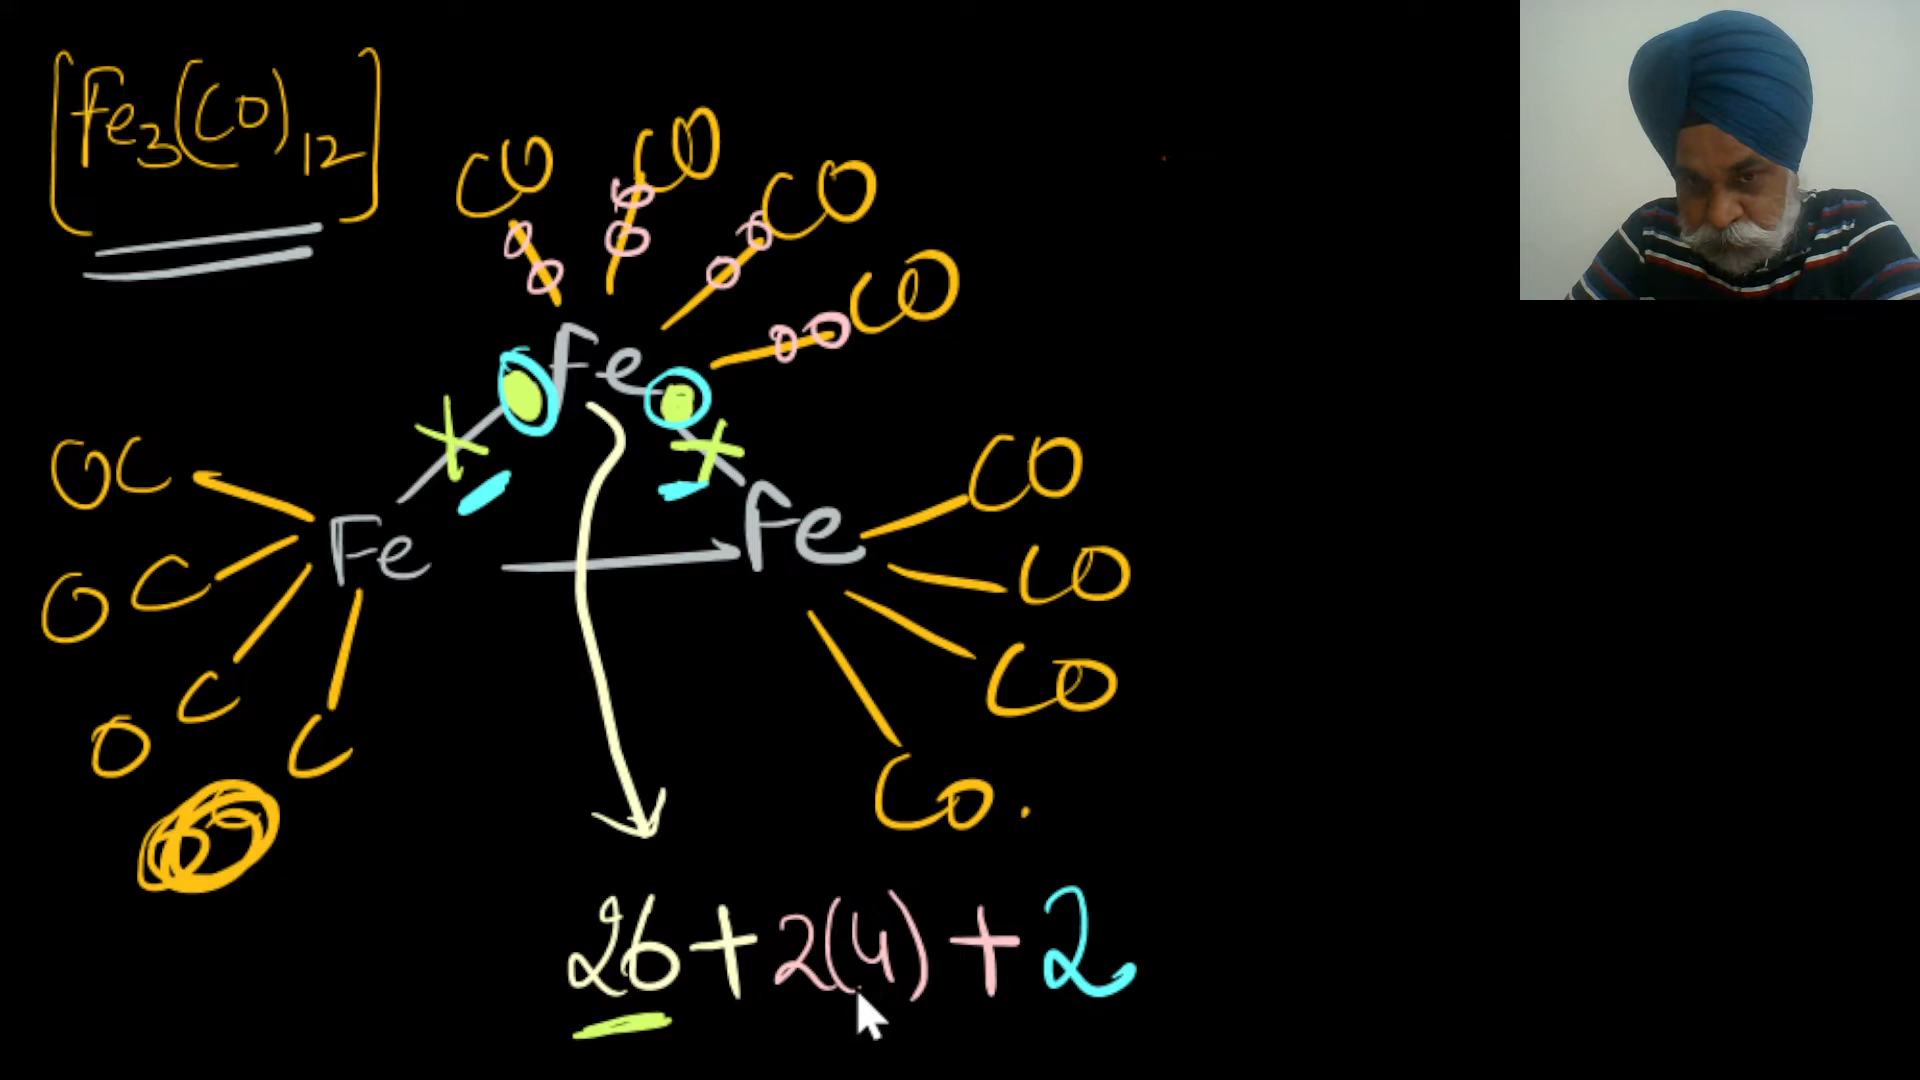 [Fe3(CO)12]
CO CO CO CO
Fe
OC Fe Fe CO
OC CO
OC CO
C CO.
26+2(4)+2